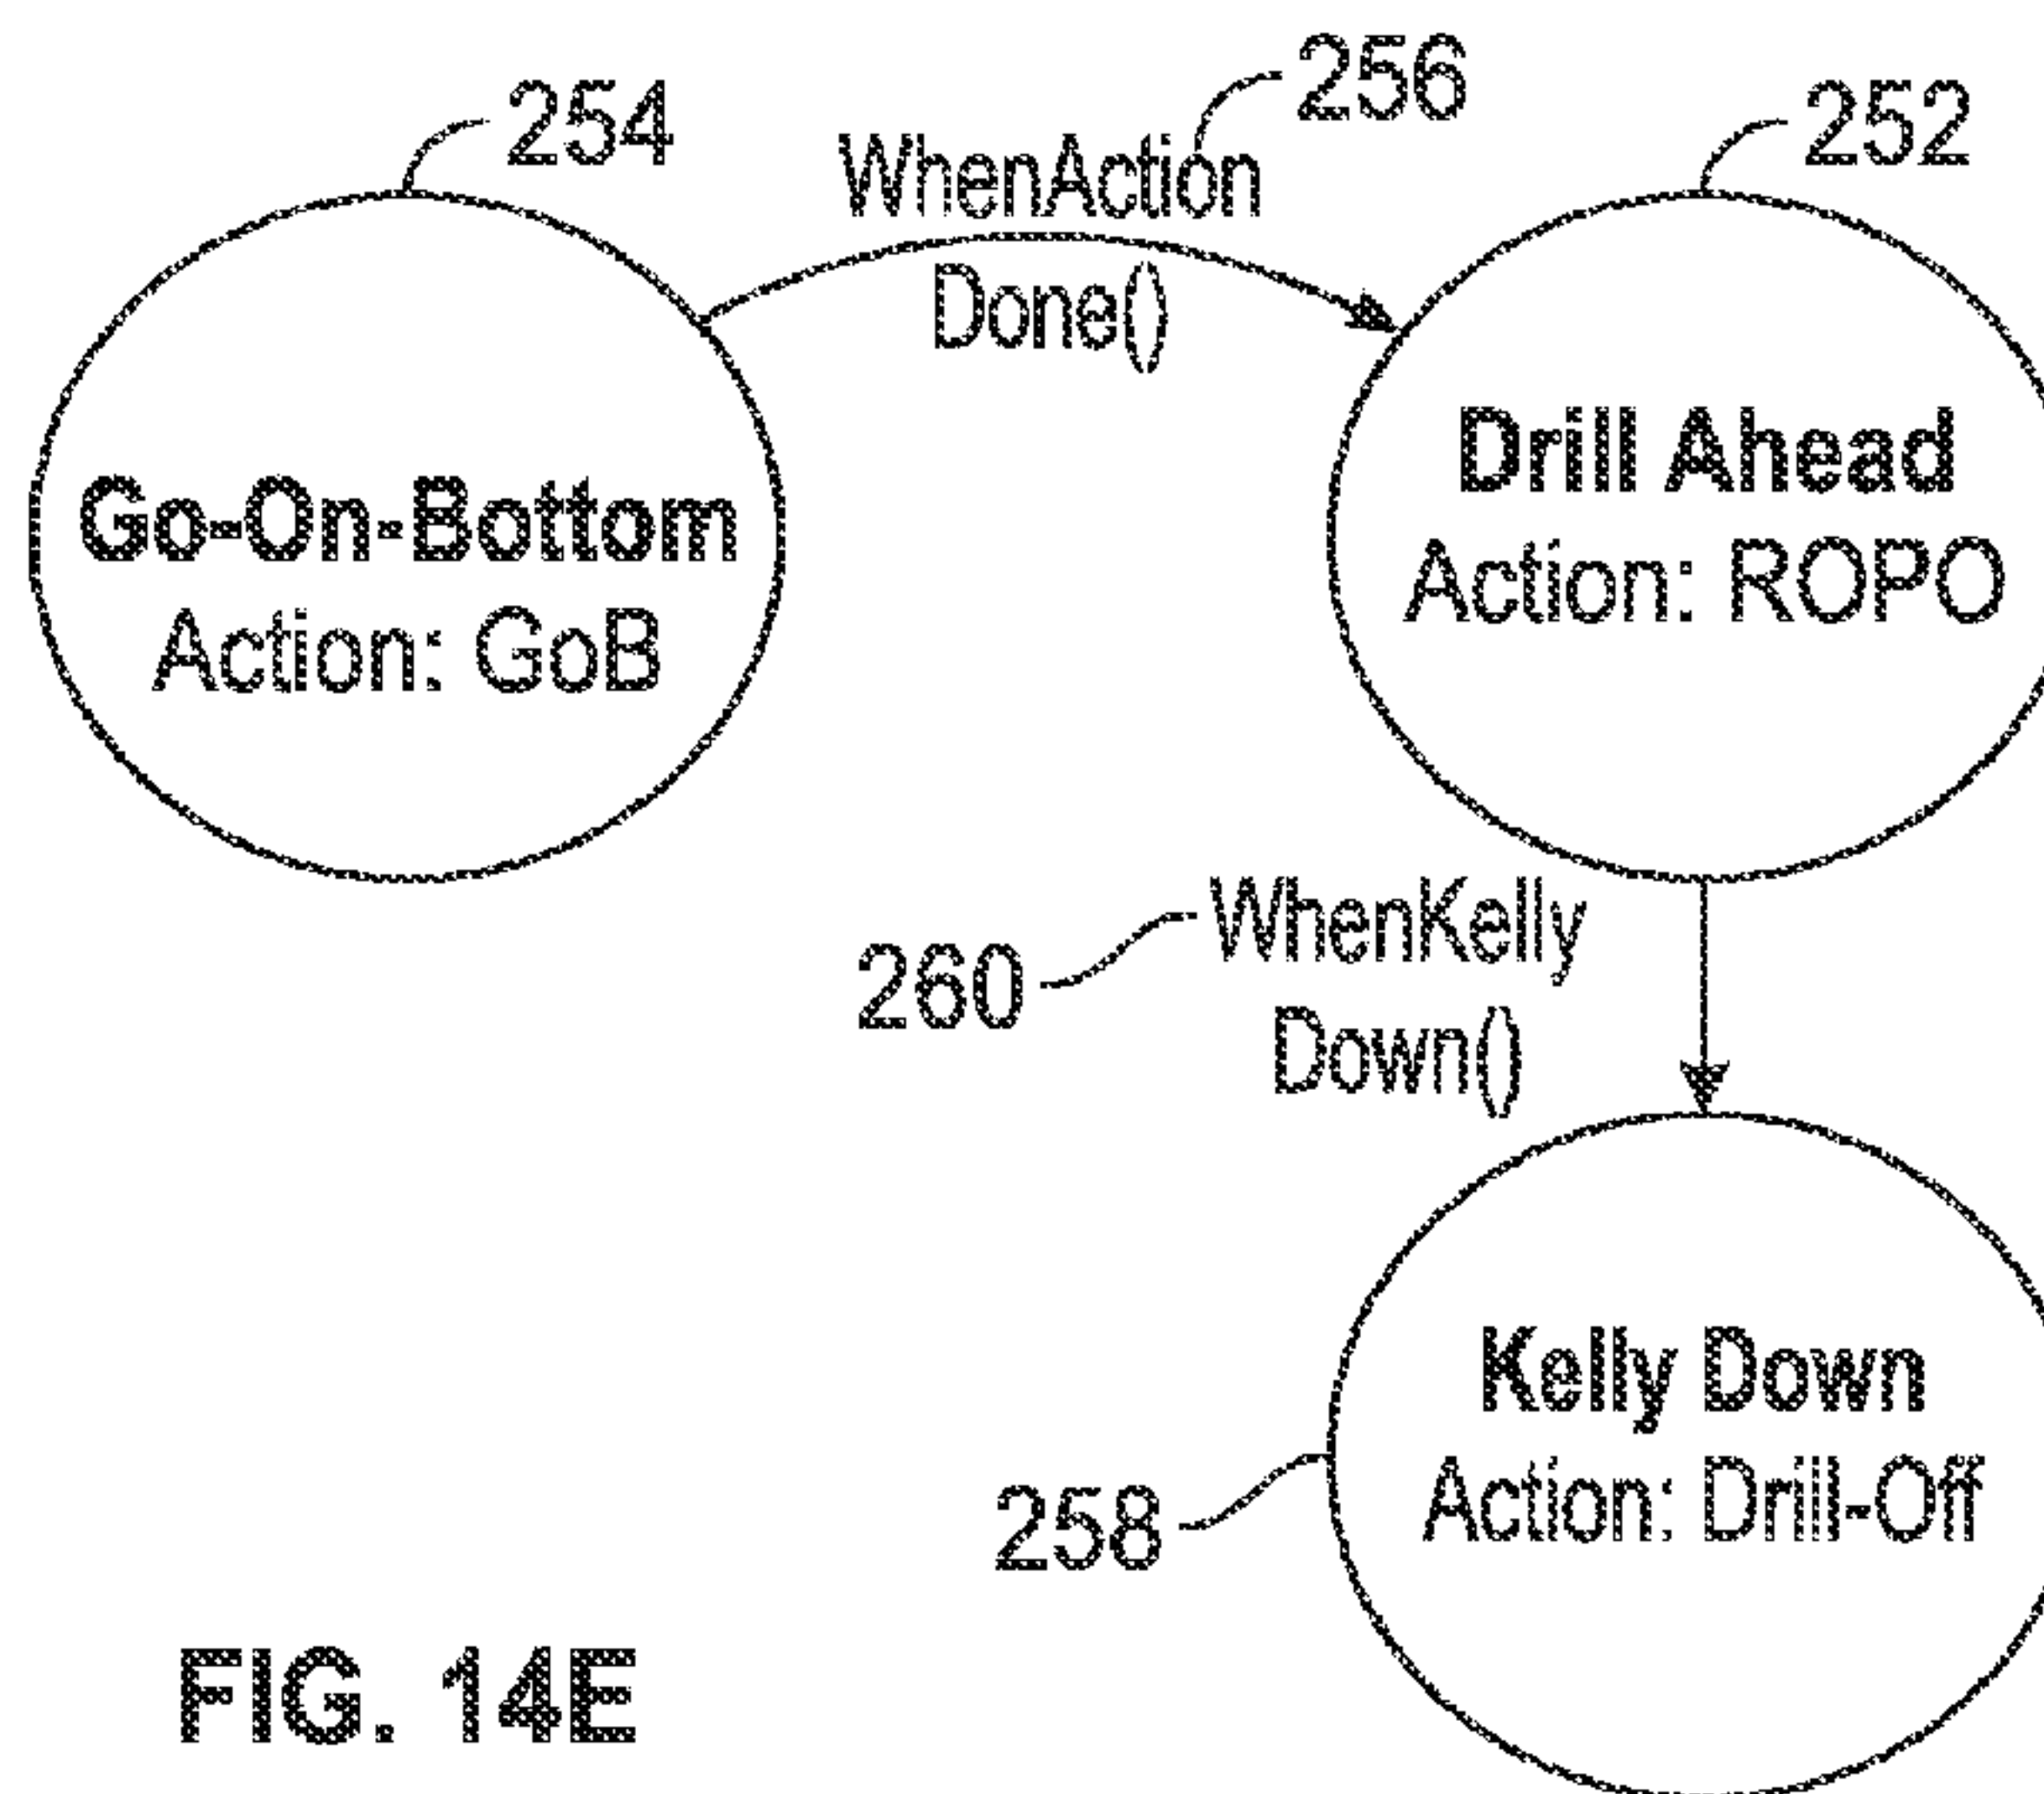 254
256
252
WhenAction
Done()
Go-On-Bottom
Action: GoB
Drill Ahead
Action: ROPO
260
WhenKelly
Down()
Kelly Down
Action: Drill-Off
258
FIG. 14E